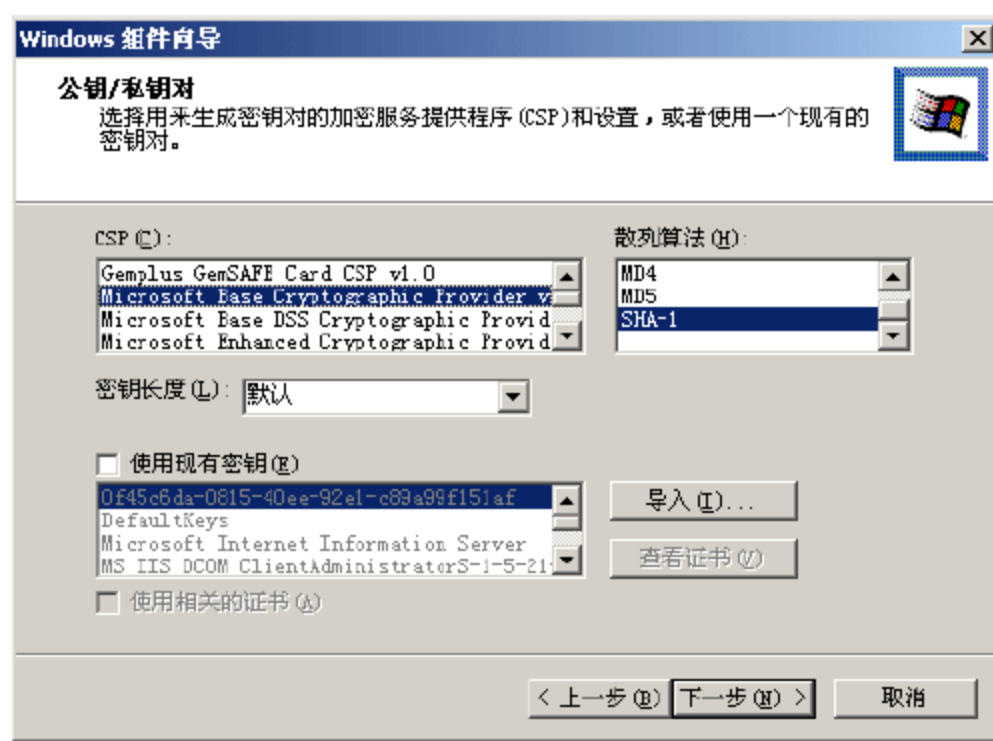 Windows 组件向导
公钥/私钥对
选择用来生成密钥对的加密服务提供程序(CSP)和设置，或者使用一个现有的
密钥对。
CSP(C):
散列算法(H):
Gemplus GemSAFE Card CSP v1.0
Microsoft Base Cryptographic Provider v
Microsoft Base DSS Cryptographic Provid
Microsoft Enhanced Cryptographic Provid
MD4
MD5
SHA-1
密钥长度(L):
默认
使用现有密钥(E)
0f45c6da-0815-40ee-92e1-c89a99f151af
DefaultKeys
Microsoft Internet Information Server
MS IIS DCOM ClientAdministratorS-1-5-21
导入(I)...
查看证书(V)
使用相关的证书(A)
< 上一步(B)
下一步(N) >
取消